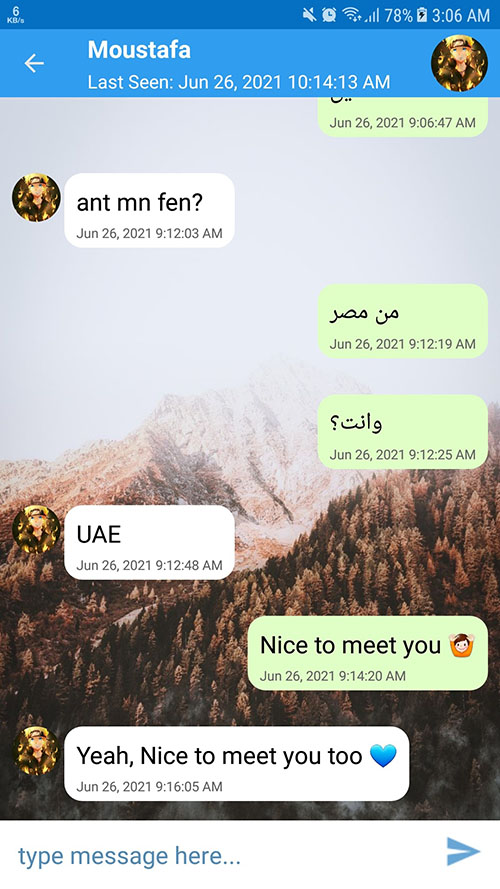 6
KB/s
78%
3:06 AM
Moustafa
Last Seen: Jun 26, 2021 10:14:13 AM
Jun 26, 2021 9:06:47 AM
ant mn fen?
Jun 26, 2021 9:12:03 AM
من مصر
Jun 26, 2021 9:12:19 AM
وانت؟
Jun 26, 2021 9:12:25 AM
UAE
Jun 26, 2021 9:12:48 AM
Nice to meet you 🙌
Jun 26, 2021 9:14:20 AM
Yeah, Nice to meet you too 💙
Jun 26, 2021 9:16:05 AM
type message here...